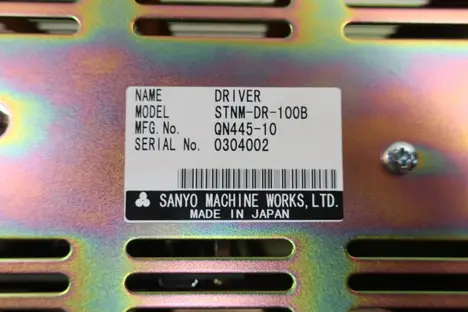 NAME DRIVER
MODEL STNM-DR-100B
MFG.No. QN445-10
SERIAL No. 0304002
SANYO MACHINE WORKS,LTD.
MADE IN JAPAN